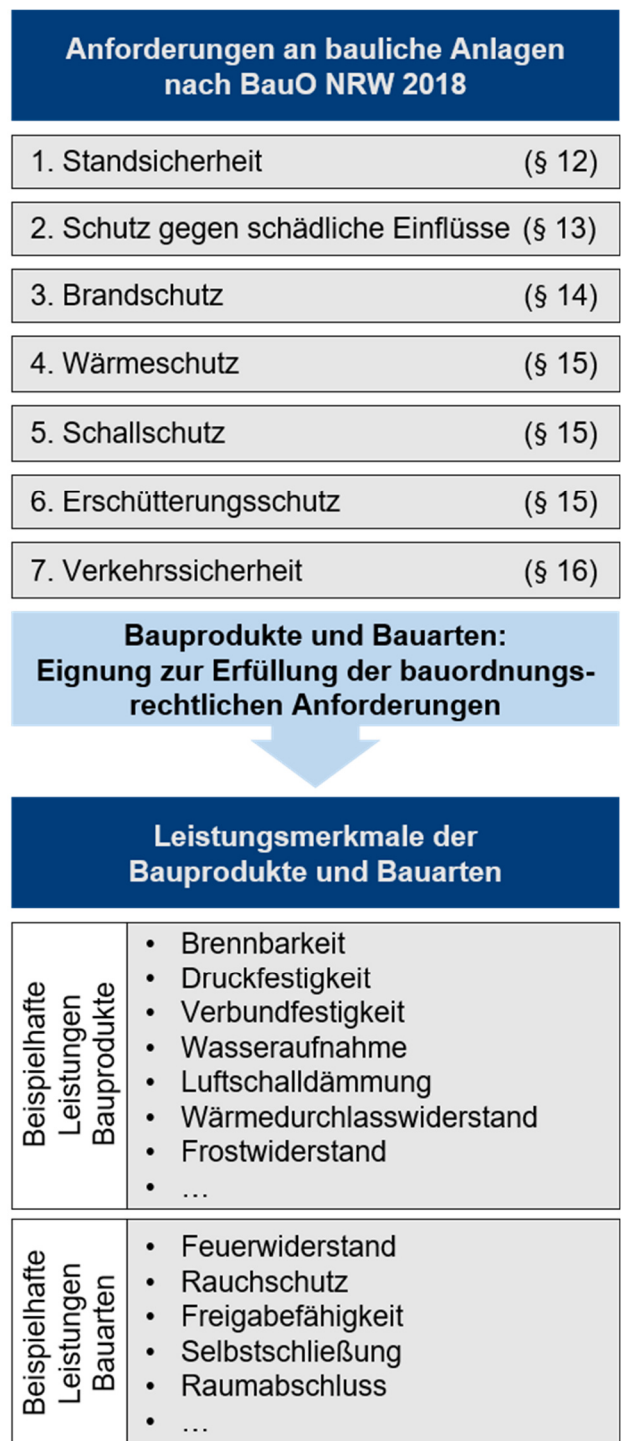 Anforderungen an bauliche Anlagen
nach BauO NRW 2018
1. Standsicherheit (§ 12)
2. Schutz gegen schädliche Einflüsse (§ 13)
3. Brandschutz (§ 14)
4. Wärmeschutz (§ 15)
5. Schallschutz (§ 15)
6. Erschütterungsschutz (§ 15)
7. Verkehrssicherheit (§ 16)
Bauprodukte und Bauarten:
Eignung zur Erfüllung der bauordnungs-
rechtlichen Anforderungen
Leistungsmerkmale der
Bauprodukte und Bauarten
Beispielhafte
Leistungen
Bauprodukte
• Brennbarkeit
• Druckfestigkeit
• Verbundfestigkeit
• Wasseraufnahme
• Luftschalldämmung
• Wärmedurchlasswiderstand
• Frostwiderstand
• …
Beispielhafte
Leistungen
Bauarten
• Feuerwiderstand
• Rauchschutz
• Freigabefähigkeit
• Selbstschließung
• Raumabschluss
• …